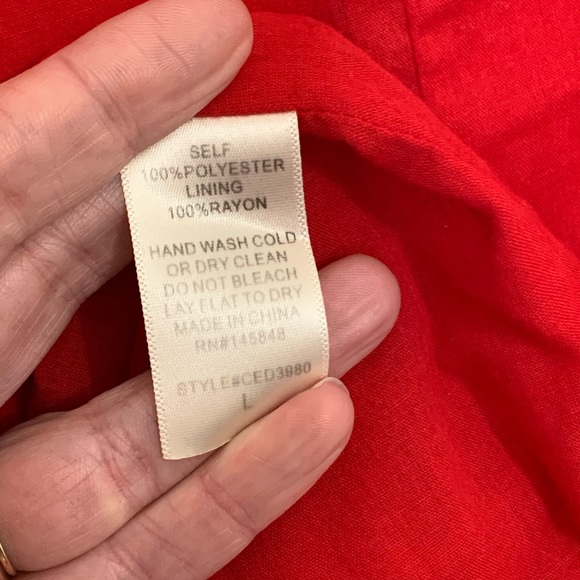 SELF
100%POLYESTER
LINING
100%RAYON
HAND WASH COLD
OR DRY CLEAN
DO NOT BLEACH
LAY FLAT TO DRY
MADE IN CHINA
RN#145848
STYLE#CED3980
L